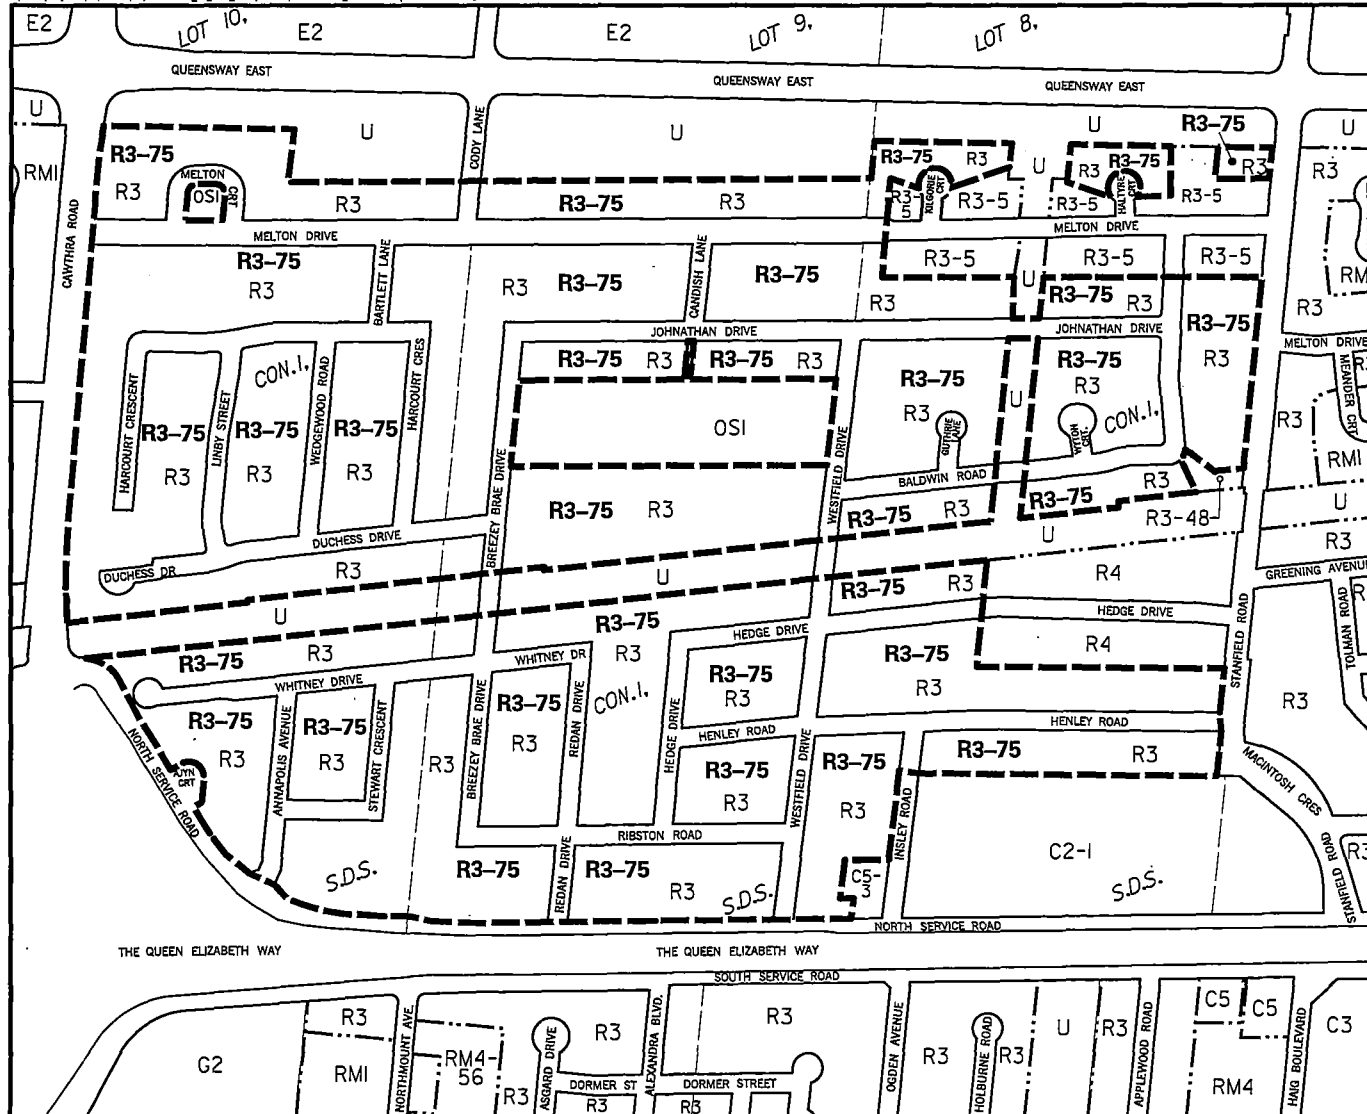 E2
LOT 10,
E2
E2
LOT 9,
LOT 8,
QUEENSWAY EAST
QUEENSWAY EAST
QUEENSWAY EAST
U
CAWTHRA ROAD
CODY LANE
U
U
U
R3–75
U
RM1
R3–75
R3
MELTON
CRT
OS1
R3
R3–75
R3
R3–75
R3
R3-
5
KILGORIE
CRT
R3-5
U
R3
R3–75
HALTYRE
CRT
R3-5
R3-5
R3
R3
MELTON DRIVE
MELTON DRIVE
R3–75
R3
BARTLETT LANE
R3
R3–75
CANDISH LANE
R3–75
R3-5
R3-5
R3-5
R3
U
R3–75
R3
R3–75
R3
R3
RM
JOHNATHAN DRIVE
JOHNATHAN DRIVE
MELTON DRIVE
HARCOURT CRESCENT
LINBY STREET
CON.1,
WEDGEWOOD ROAD
HARCOURT CRES
R3–75
R3
R3–75
R3
R3–75
R3
R3–75
R3
R3–75
R3
OS1
R3–75
R3
GUTHRIE
LANE
U
R3–75
R3
CRT.
CON.1,
R3
MEANDER CRT
RM1
BREEZEY BRAE DRIVE
WESTFIELD DRIVE
BALDWIN ROAD
R3–75
R3
R3–75
R3
R3–75
R3
R3-48
U
U
DUCHESS DRIVE
DUCHESS DR
R3
U
U
R3–75
R3
R4
R3
GREENING AVENUE
HEDGE DRIVE
STANFIELD ROAD
TOLMAN ROAD
R3–75
R3
WHITNEY DRIVE
WHITNEY DR
R3–75
R3
CON.1,
HEDGE DRIVE
R3–75
R3
R3–75
R3
R4
R3
NORTH SERVICE ROAD
R3–75
R3
CRT
ANNAPOLIS AVENUE
R3–75
R3
STEWART CRESCENT
R3
BREEZEY BRAE DRIVE
R3–75
R3
REDAN DRIVE
HEDGE DRIVE
HENLEY ROAD
HENLEY ROAD
R3–75
R3
WESTFIELD DRIVE
R3–75
R3
R3–75
R3
INSLEY ROAD
MACINTOSH CRES
RIBSTON ROAD
S.D.S.
R3–75
REDAN DRIVE
R3–75
R3
S.D.S.
C5-
3
C2-1
S.D.S.
STANFIELD ROAD
NORTH SERVICE ROAD
THE QUEEN ELIZABETH WAY
THE QUEEN ELIZABETH WAY
SOUTH SERVICE ROAD
G2
R3
RM1
NORTHMOUNT AVE.
RM4-
56
R3
ASGARD DRIVE
R3
ALEXANDRA BLVD.
R3
DORMER ST
DORMER STREET
R3
R3
OGDEN AVENUE
R3
HOLBURNE ROAD
R3
U
R3
APPLEWOOD ROAD
C5
C5
RM4
HAIG BOULEVARD
C3